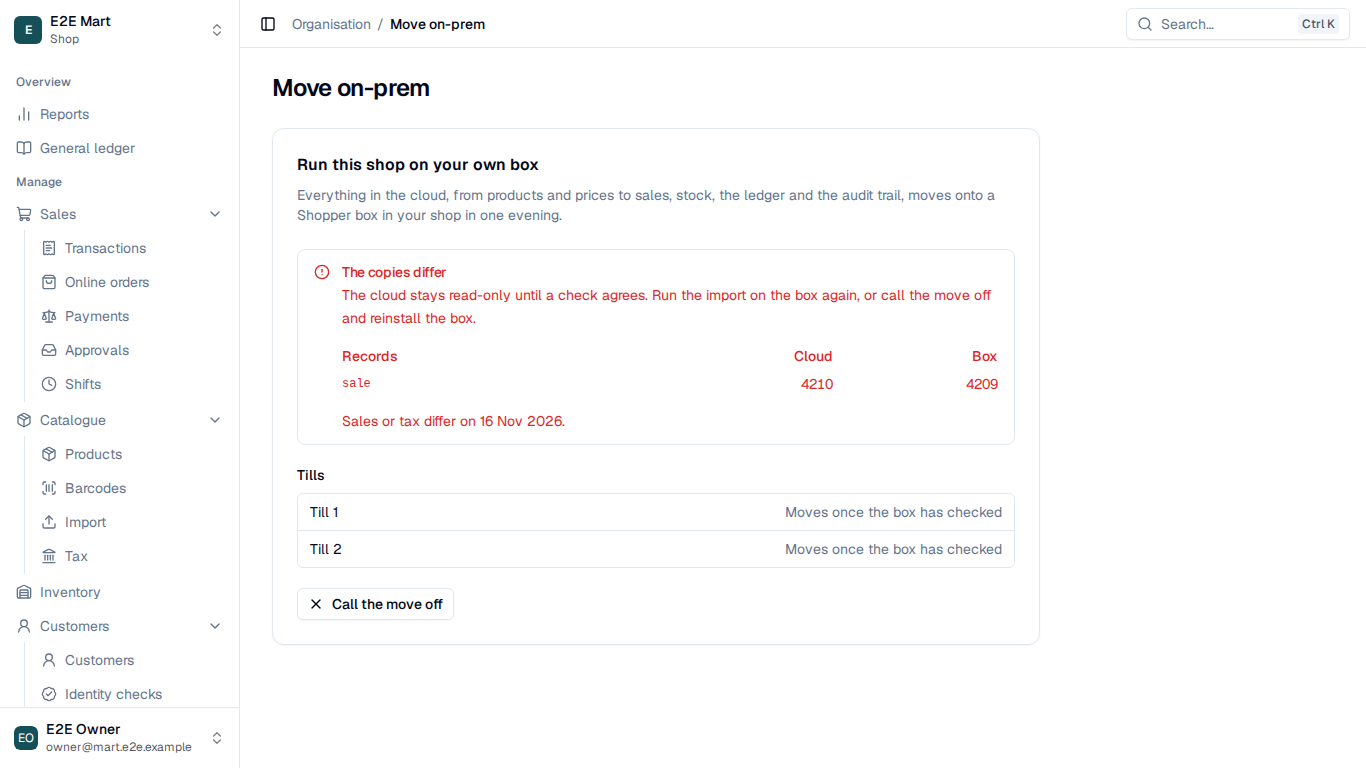 E
E2E Mart
Shop
Organisation / Move on-prem
Search...
Ctrl K
Overview
Reports
General ledger
Manage
Sales
Transactions
Online orders
Payments
Approvals
Shifts
Catalogue
Products
Barcodes
Import
Tax
Inventory
Customers
Customers
Identity checks
EO
E2E Owner
owner@mart.e2e.example
Move on-prem
Run this shop on your own box
Everything in the cloud, from products and prices to sales, stock, the ledger and the audit trail, moves onto a
Shopper box in your shop in one evening.
The copies differ
The cloud stays read-only until a check agrees. Run the import on the box again, or call the move off
and reinstall the box.
Records Cloud Box
sale 4210 4209
Sales or tax differ on 16 Nov 2026.
Tills
Till 1 Moves once the box has checked
Till 2 Moves once the box has checked
Call the move off